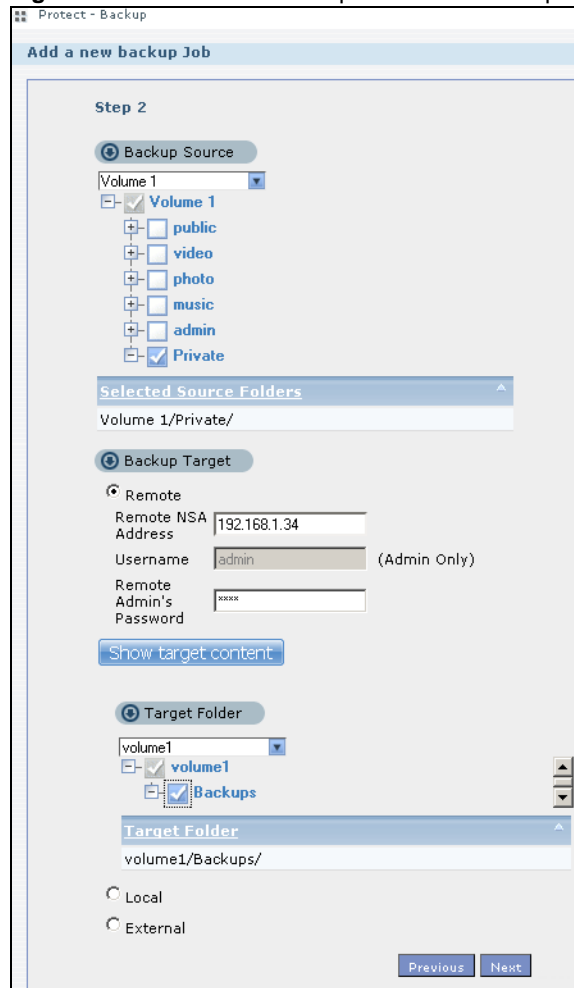 Protect - Backup
Add a new backup Job
Step 2
Backup Source
Volume 1
Volume 1
public
video
photo
music
admin
Private
Selected Source Folders
Volume 1/Private/
Backup Target
Remote
Remote NSA
Address
192.168.1.34
Username
admin
(Admin Only)
Remote
Admin's
Password
××××
Show target content
Target Folder
volume1
volume1
Backups
Target Folder
volume1/Backups/
Local
External
Previous
Next